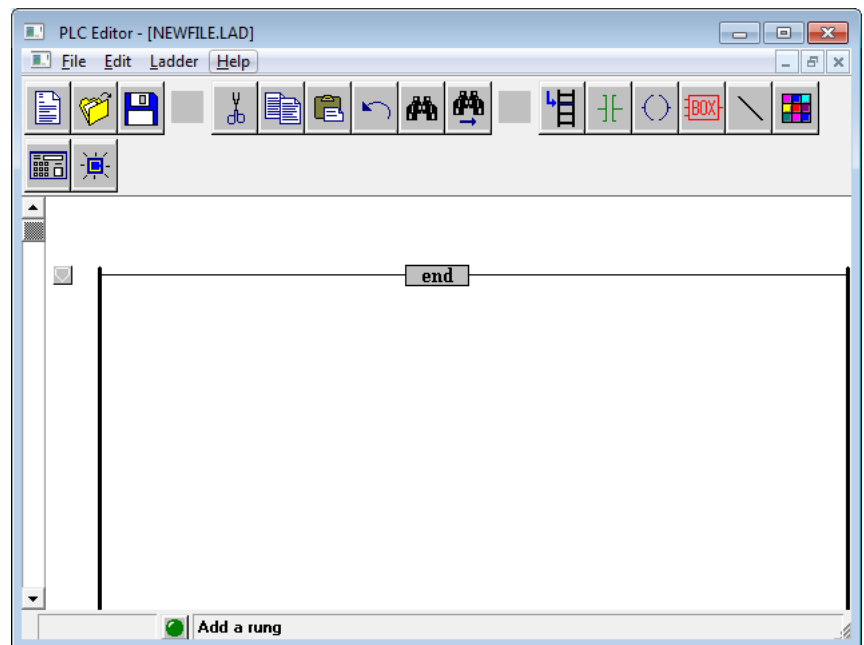 PLC Editor - [NEWFILE.LAD]
File Edit Ladder Help
BOX
end
Add a rung